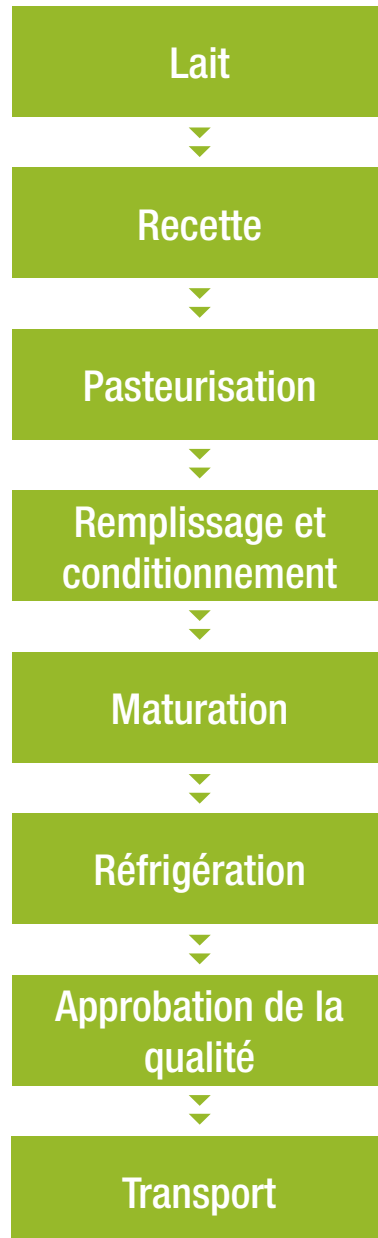 Lait
Recette
Pasteurisation
Remplissage et
conditionnement
Maturation
Réfrigération
Approbation de la
qualité
Transport